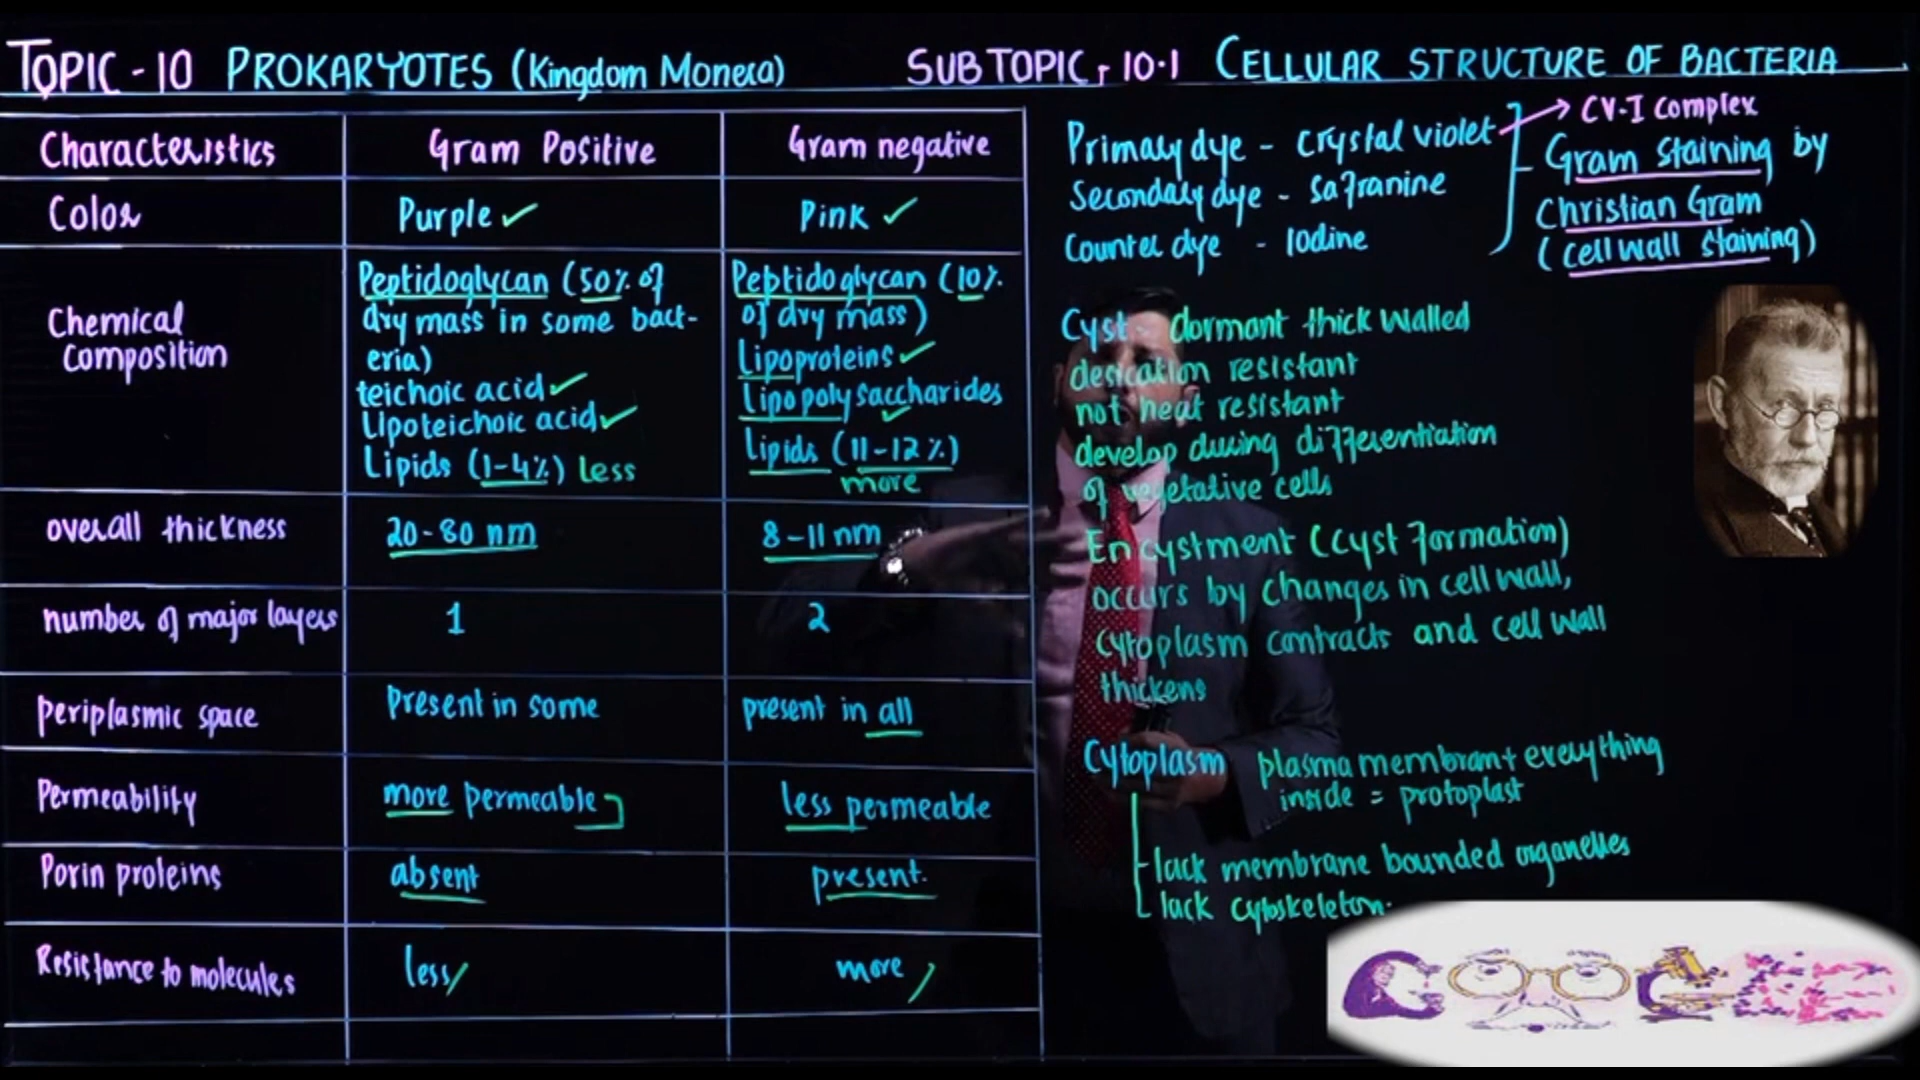 TOPIC-10 PROKARYOTES (Kingdom Monera) SUBTOPIC-10.1 CELLULAR STRUCTURE OF BACTERIA
Characteristics Gram Positive Gram negative
Color Purple Pink
Chemical
Composition
Peptidoglycan (50% of
dry mass in some bact-
eria)
teichoic acid
Lipoteichoic acid
Lipids (1-4%) Less
Peptidoglycan (10%
of dry mass)
Lipoproteins
Lipopolysaccharides
Lipids (11-12%)
more
overall thickness 20-80 nm 8-11 nm
number of major layers 1 2
periplasmic space present in some present in all
Permeability more permeable less permeable
Porin proteins absent present.
Resistance to molecules less more
Primary dye - Crystal violet
Secondary dye - Safranine
Counter dye - Iodine
CV-I complex
Gram staining by
Christian Gram
(cell wall staining)
Cyst - dormant thick walled
desication resistant
not heat resistant
develop during differentiation
of vegetative cells
Encystment (cyst formation)
occurs by changes in cell wall,
cytoplasm contracts and cell wall
thickens
Cytoplasm plasma membran+everything
inside = protoplast
lack membrane bounded organelles
lack cytoskeleton.